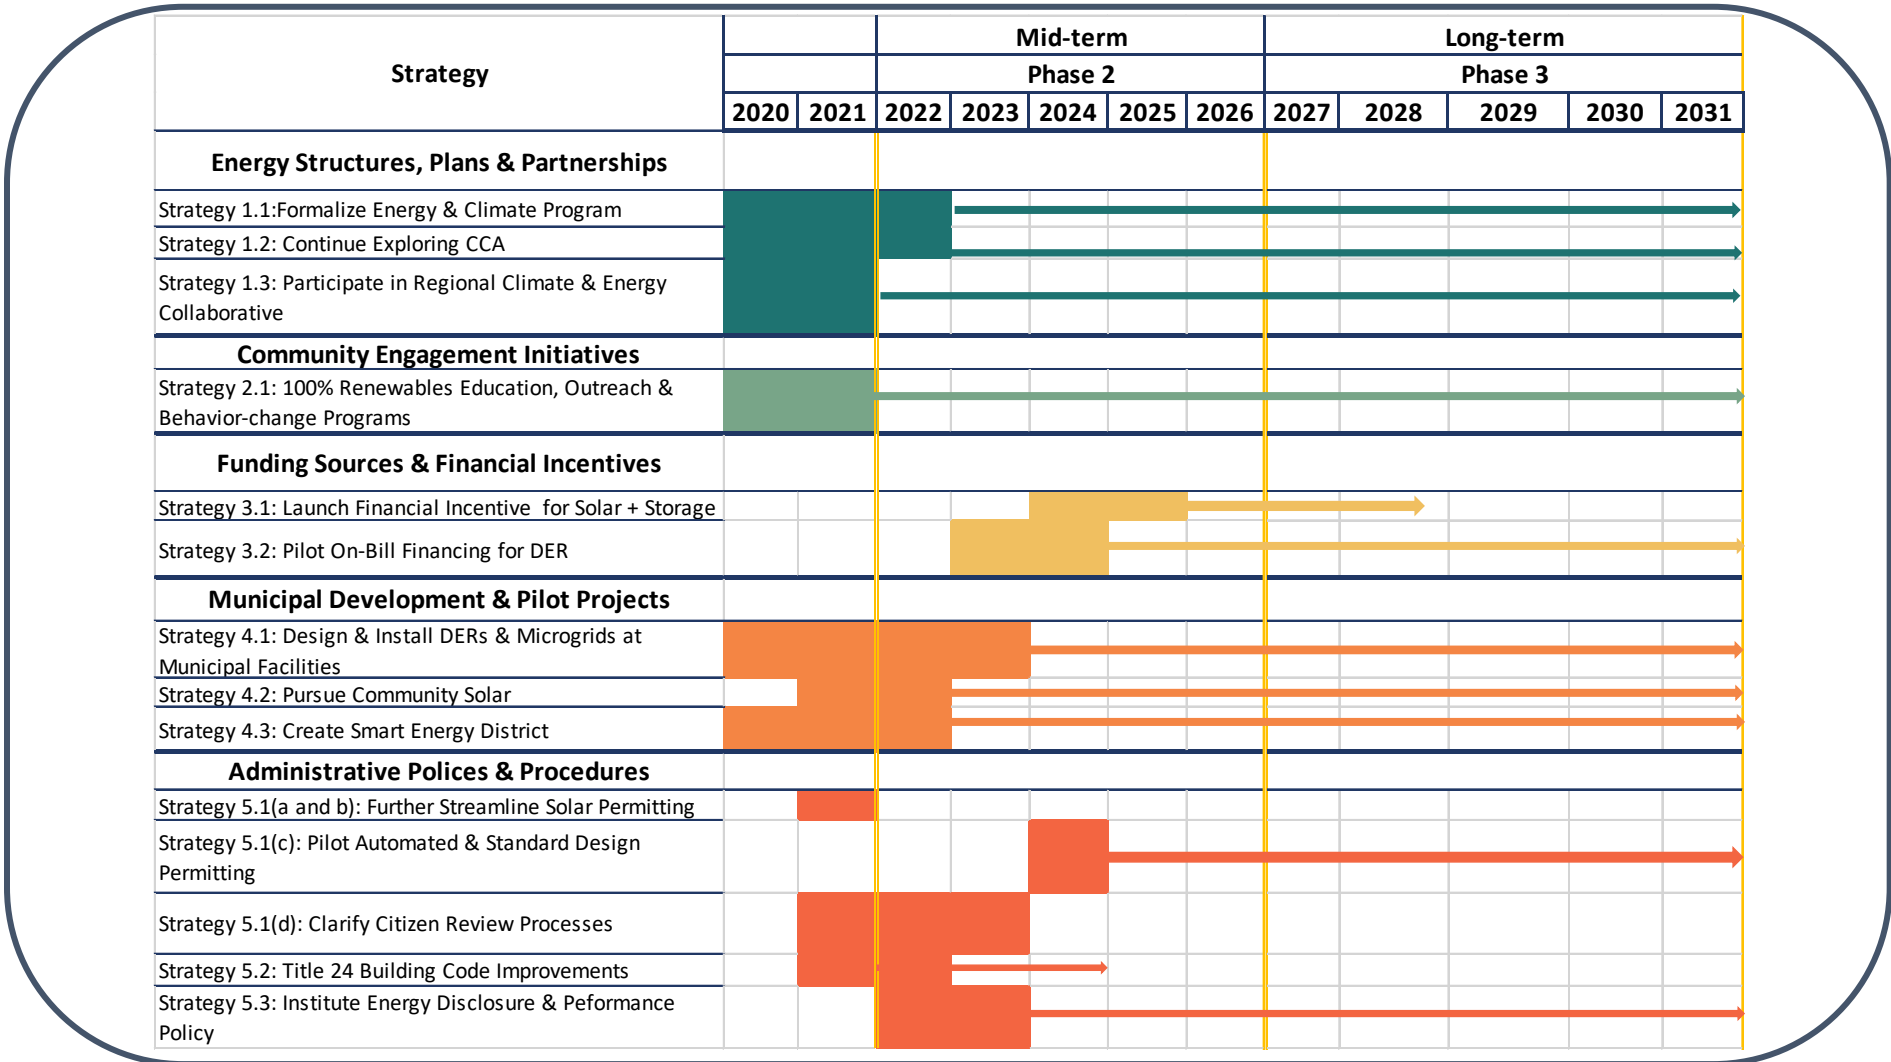 Mid-term Long-term
Strategy
Phase 2 Phase 3
2020 2021 2022 2023 2024 2025 2026 2027 2028 2029 2030 2031
Energy Structures, Plans & Partnerships
Strategy 1.1:Formalize Energy & Climate Program
Strategy 1.2: Continue Exploring CCA
Strategy 1.3: Participate in Regional Climate & Energy
Collaborative
Community Engagement Initiatives
Strategy 2.1: 100% Renewables Education, Outreach &
Behavior-change Programs
Funding Sources & Financial Incentives
Strategy 3.1: Launch Financial Incentive for Solar + Storage
Strategy 3.2: Pilot On-Bill Financing for DER
Municipal Development & Pilot Projects
Strategy 4.1: Design & Install DERs & Microgrids at
Municipal Facilities
Strategy 4.2: Pursue Community Solar
Strategy 4.3: Create Smart Energy District
Administrative Polices & Procedures
Strategy 5.1(a and b): Further Streamline Solar Permitting
Strategy 5.1(c): Pilot Automated & Standard Design
Permitting
Strategy 5.1(d): Clarify Citizen Review Processes
Strategy 5.2: Title 24 Building Code Improvements
Strategy 5.3: Institute Energy Disclosure & Peformance
Policy